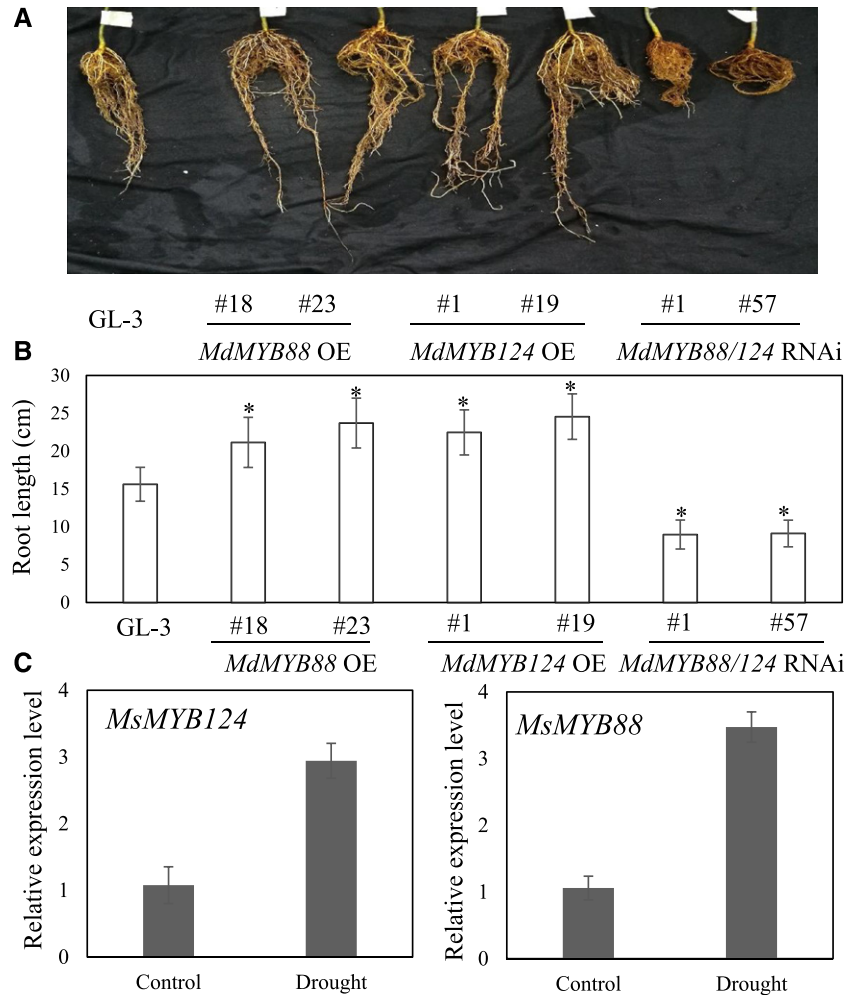 A
GL-3
#18 #23
#1 #19
#1 #57
MdMYB88 OE
MdMYB124 OE
MdMYB88/124 RNAi
B
Root length (cm)
30
25
20
15
10
5
0
* * * * * *
GL-3
#18 #23
#1 #19
#1 #57
MdMYB88 OE
MdMYB124 OE
MdMYB88/124 RNAi
C
Relative expression level
4
3
2
1
0
MsMYB124
Control Drought
Relative expression level
4
3
2
1
0
MsMYB88
Control Drought